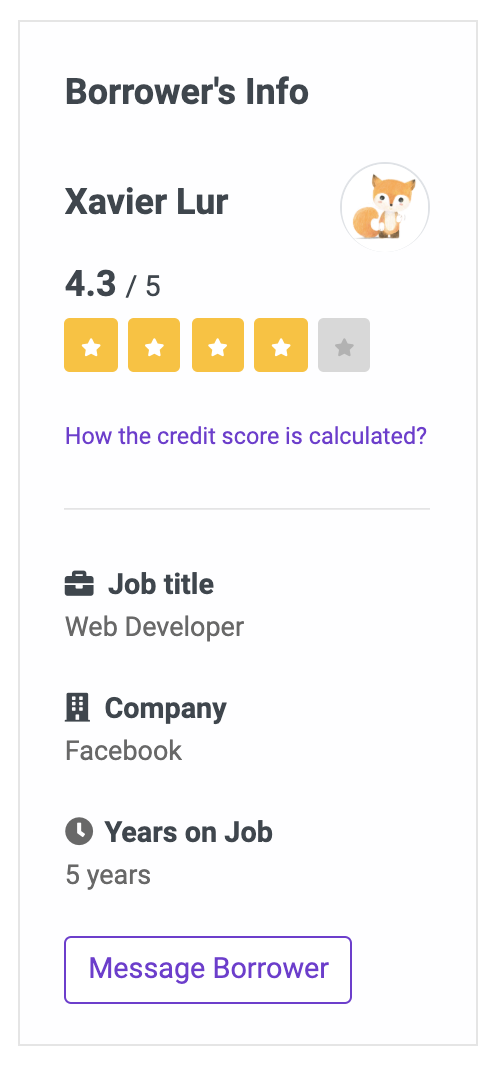 Borrower's Info
Xavier Lur
4.3 / 5
How the credit score is calculated?
Job title
Web Developer
Company
Facebook
Years on Job
5 years
Message Borrower